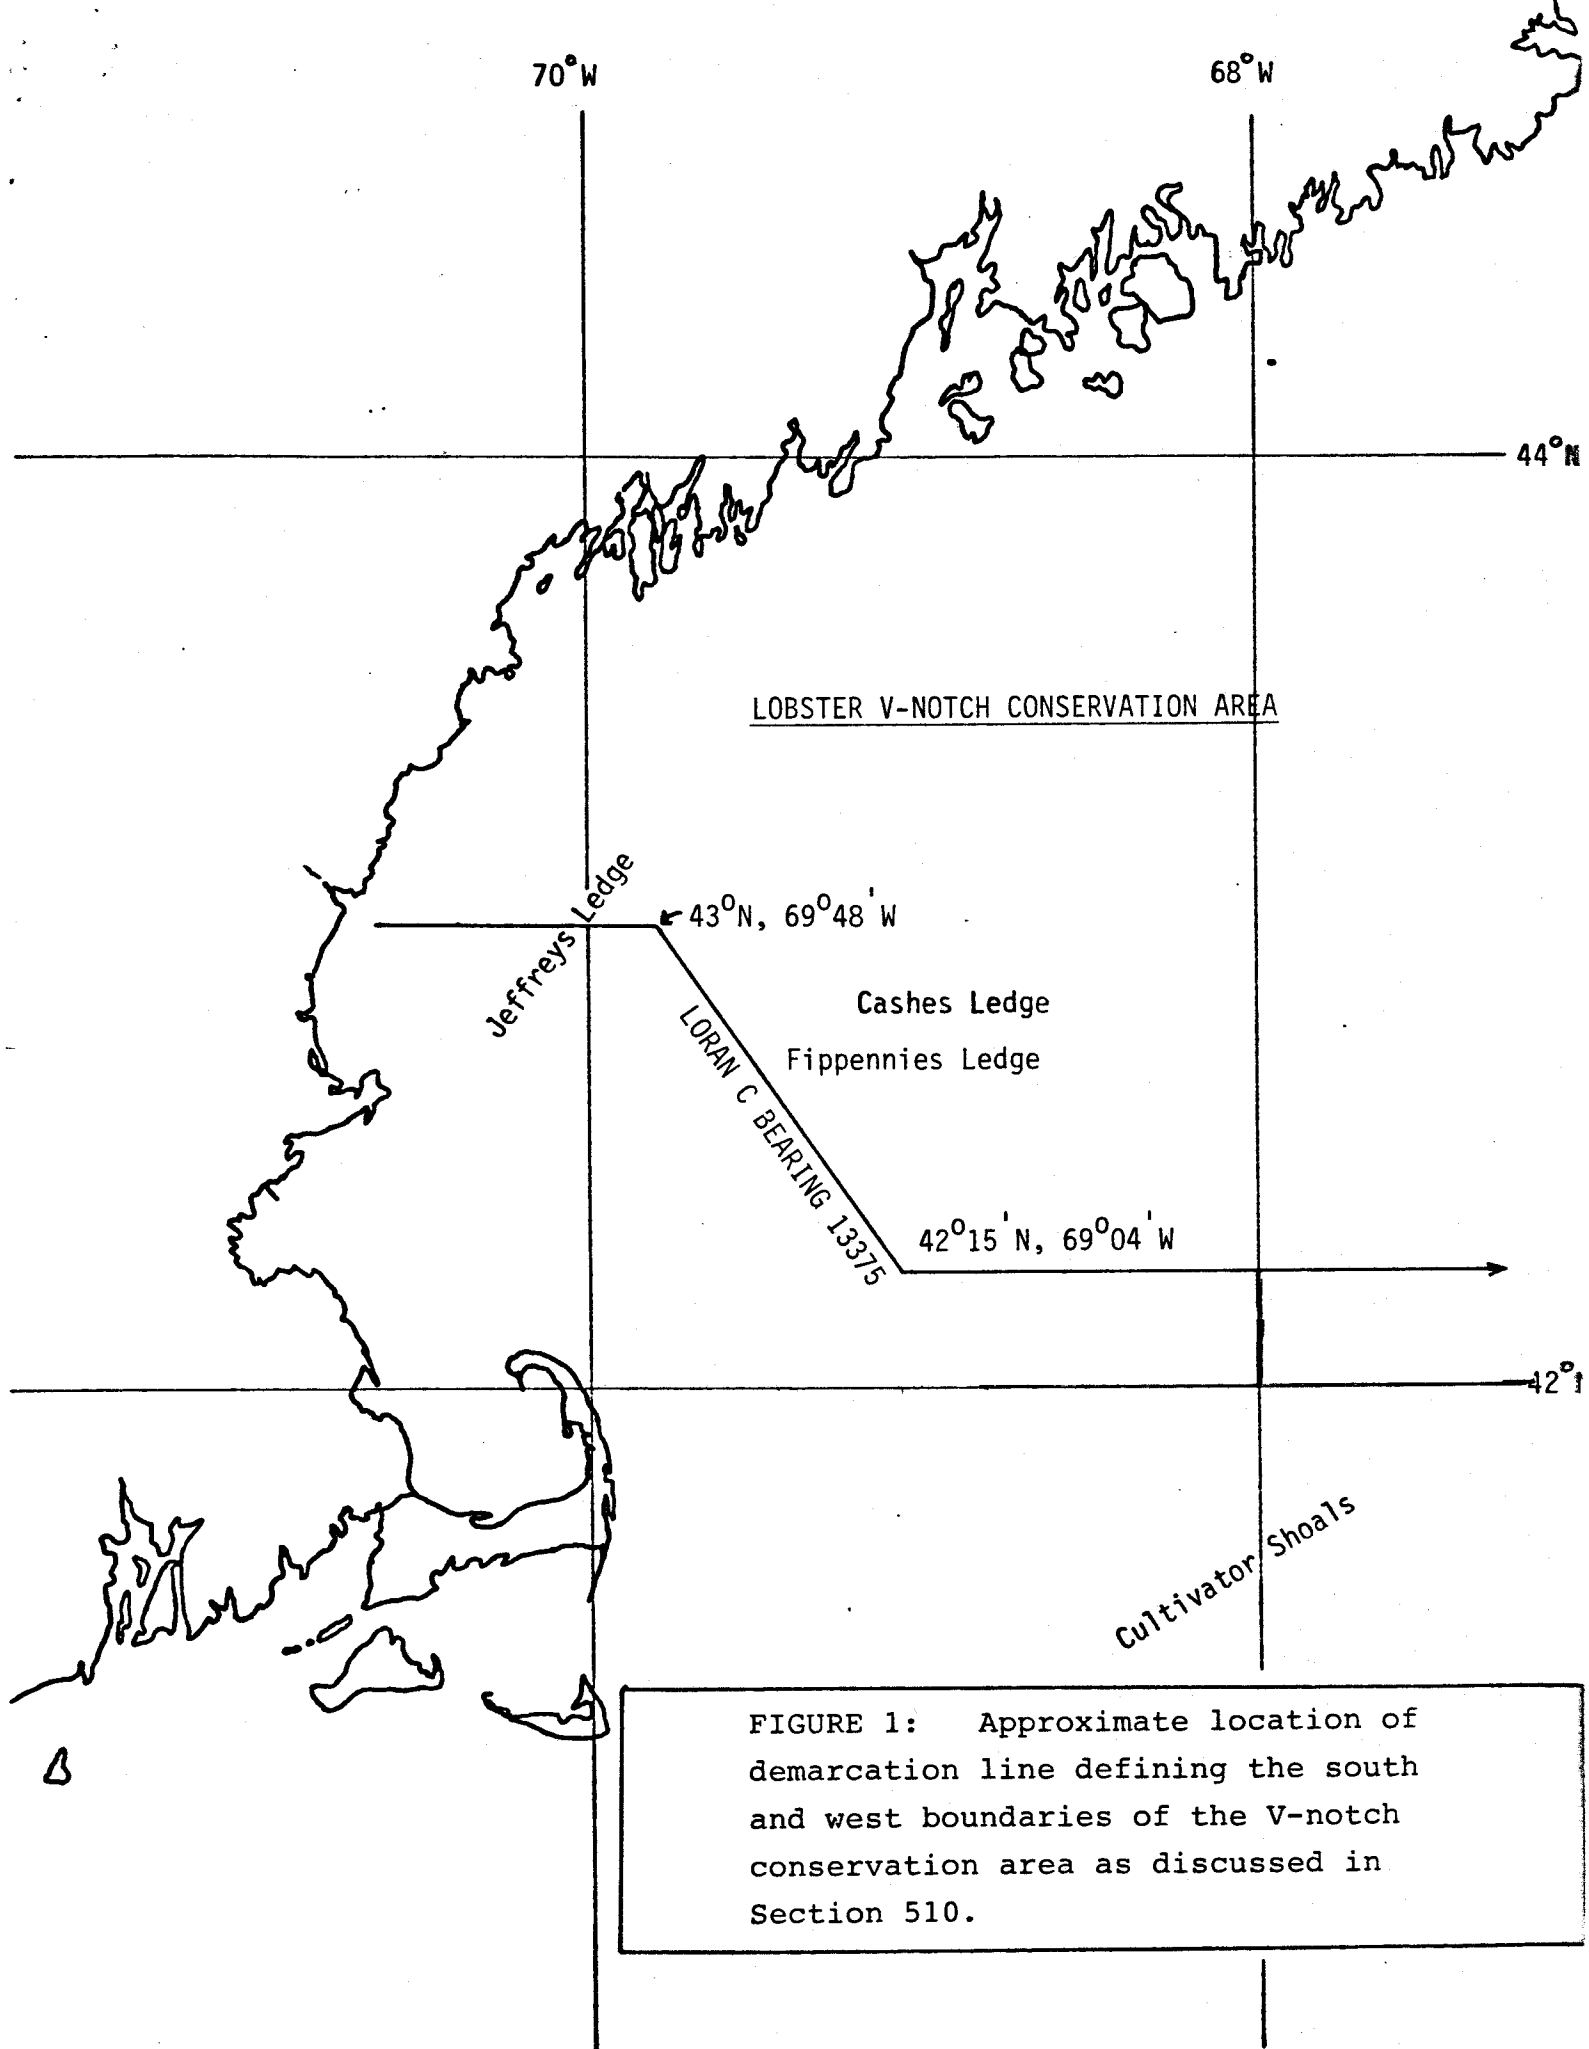 70°W
68°W
44°N
LOBSTER V-NOTCH CONSERVATION AREA
Jeffreys Ledge
43°N, 69°48'W
Cashes Ledge
Fippennies Ledge
LORAN C BEARING 13375
42°15'N, 69°04'W
42°
Cultivator Shoals
FIGURE 1: Approximate location of
demarcation line defining the south
and west boundaries of the V-notch
conservation area as discussed in
Section 510.